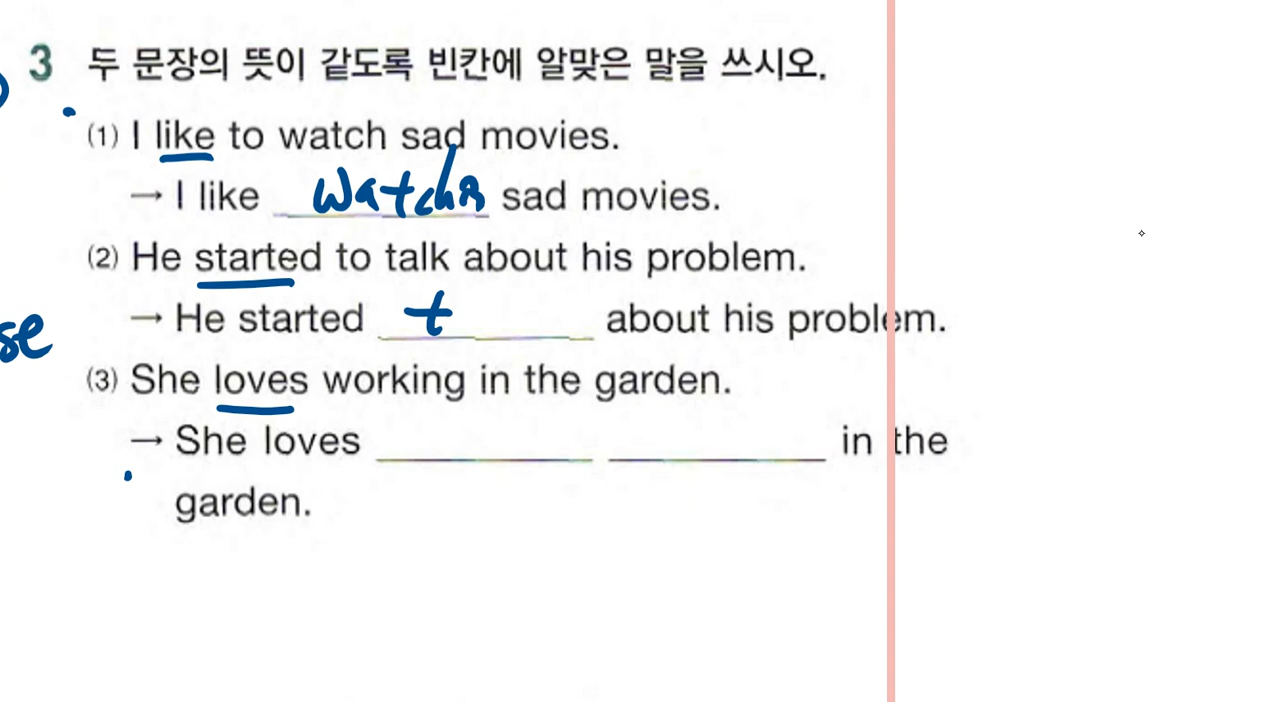 3 두 문장의 뜻이 같도록 빈칸에 알맞은 말을 쓰시오.
(1) I like to watch sad movies.
→ I like sad movies.
(2) He started to talk about his problem.
→ He started t about his problem.
se
(3) She loves working in the garden.
→ She loves in the
garden.